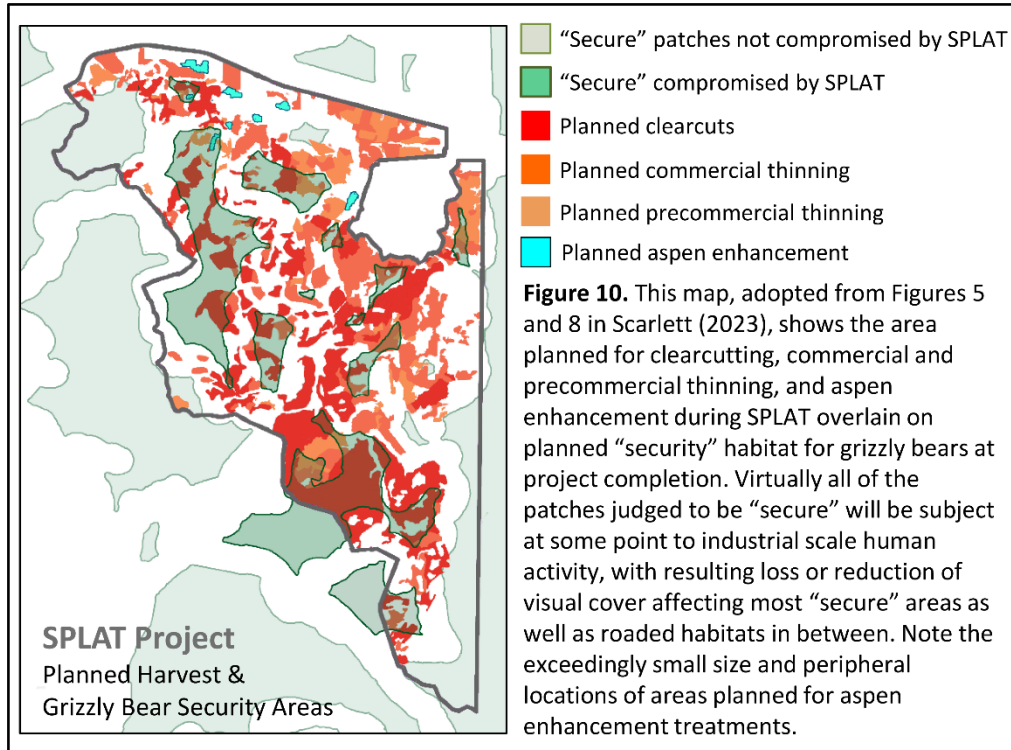 "Secure" patches not compromised by SPLAT
"Secure" compromised by SPLAT
Planned clearcuts
Planned commercial thinning
Planned precommercial thinning
Planned aspen enhancement
Figure 10. This map, adopted from Figures 5
and 8 in Scarlett (2023), shows the area
planned for clearcutting, commercial and
precommercial thinning, and aspen
enhancement during SPLAT overlain on
planned "security" habitat for grizzly bears at
project completion. Virtually all of the
patches judged to be "secure" will be subject
at some point to industrial scale human
activity, with resulting loss or reduction of
visual cover affecting most "secure" areas as
well as roaded habitats in between. Note the
exceedingly small size and peripheral
locations of areas planned for aspen
enhancement treatments.
SPLAT Project
Planned Harvest &
Grizzly Bear Security Areas